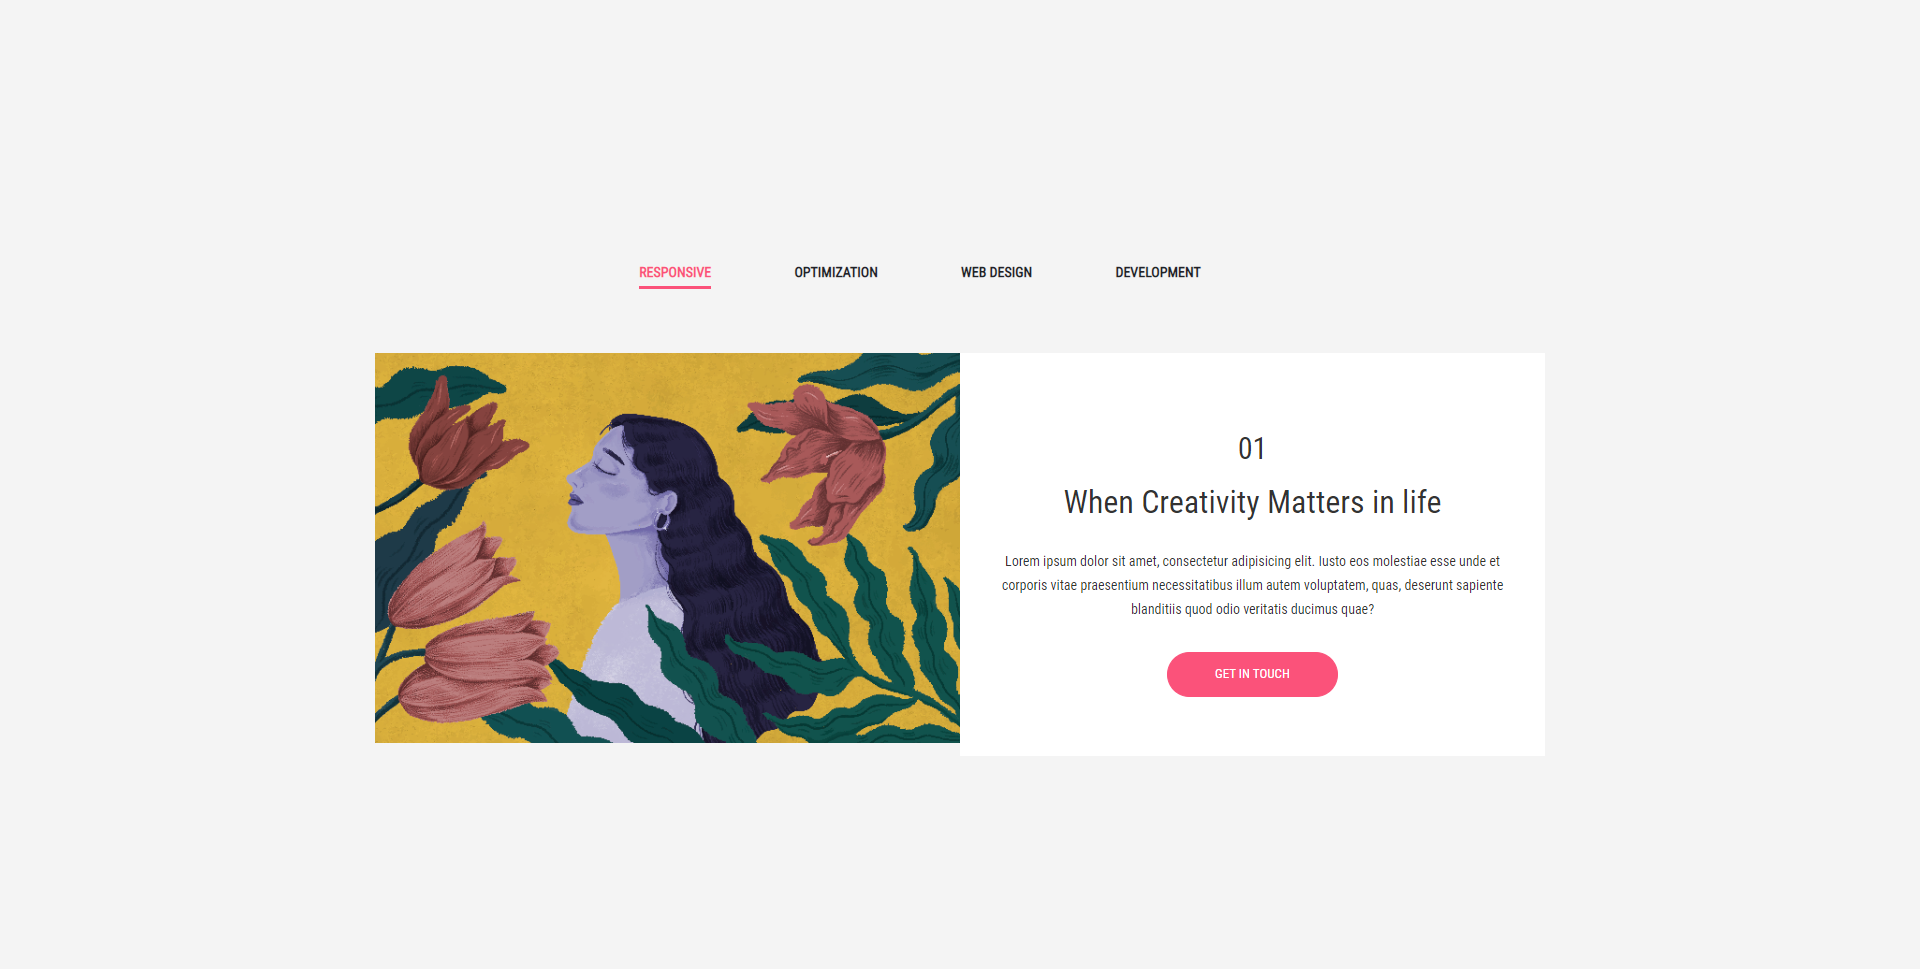 RESPONSIVE OPTIMIZATION WEB DESIGN DEVELOPMENT
01
When Creativity Matters in life
Lorem ipsum dolor sit amet, consectetur adipisicing elit. Iusto eos molestiae esse unde et
corporis vitae praesentium necessitatibus illum autem voluptatem, quas, deserunt sapiente
blanditiis quod odio veritatis ducimus quae?
GET IN TOUCH